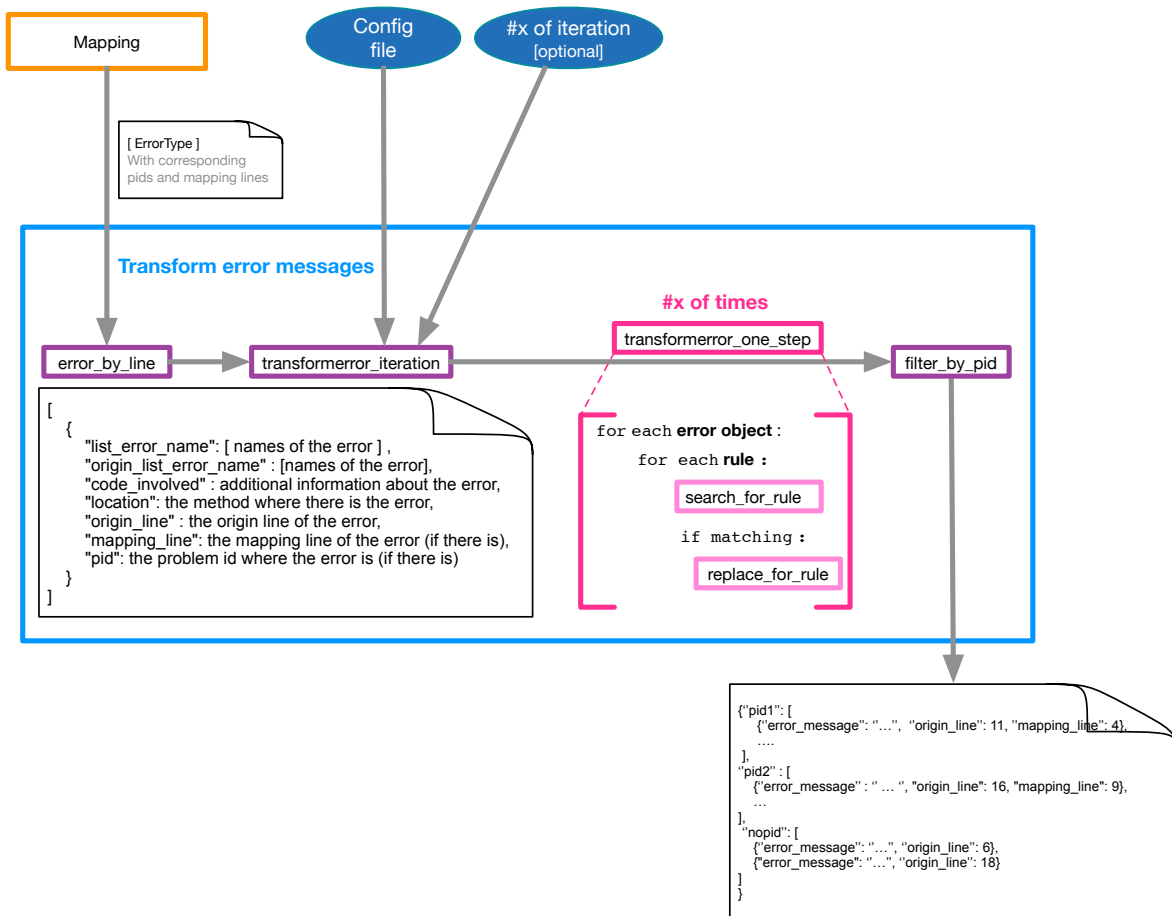 Mapping
Config
file
#x of iteration
[optional]
[ ErrorType ]
With corresponding
pids and mapping lines
Transform error messages
#x of times
transformerror_one_step
error_by_line
transformerror_iteration
filter_by_pid
[
{
"list_error_name": [ names of the error ] ,
"origin_list_error_name" : [names of the error],
"code_involved" : additional information about the error,
"location": the method where there is the error,
"origin_line" : the origin line of the error,
"mapping_line": the mapping line of the error (if there is),
"pid": the problem id where the error is (if there is)
}
]
for each error object :
for each rule :
search_for_rule
if matching :
replace_for_rule
{‘’pid1’’: [
{‘’error_message’’: ‘’…’’, ‘’origin_line’’: 11, ’’mapping_line’’: 4},
….
],
‘’pid2’’ : [
{‘’error_message’’ : ‘’ … ‘’, "origin_line": 16, "mapping_line": 9},
…
],
‘’nopid’’: [
{‘’error_message’’: ‘’…’’, ‘’origin_line’’: 6},
{"error_message": ‘’…’’, ‘’origin_line’’: 18}
]
}